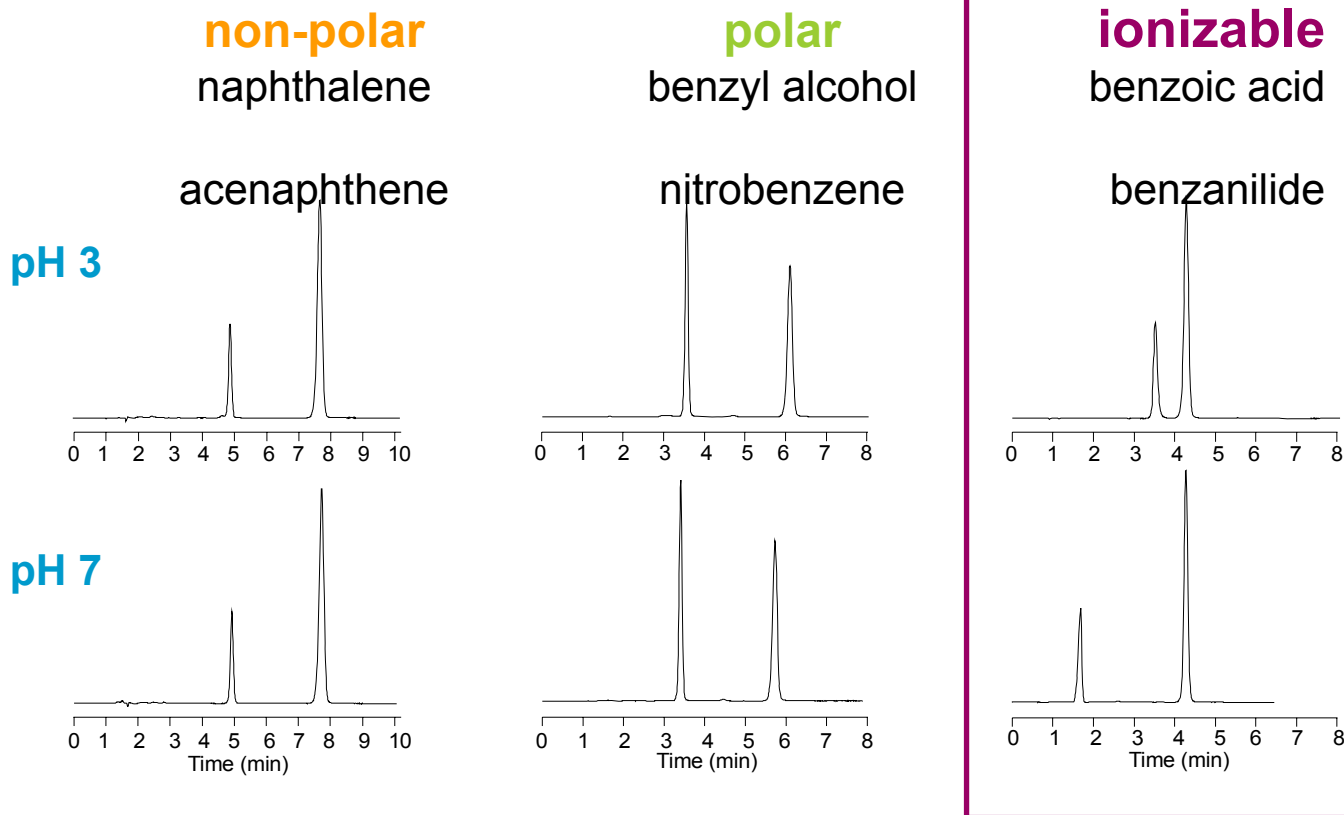 non-polar
naphthalene
acenaphthene
polar
benzyl alcohol
nitrobenzene
ionizable
benzoic acid
benzanilide
pH 3
0 1 2 3 4 5 6 7 8 9 10
0 1 2 3 4 5 6 7 8
0 1 2 3 4 5 6 7 8
pH 7
0 1 2 3 4 5 6 7 8 9 10
Time (min)
0 1 2 3 4 5 6 7 8
Time (min)
0 1 2 3 4 5 6 7 8
Time (min)